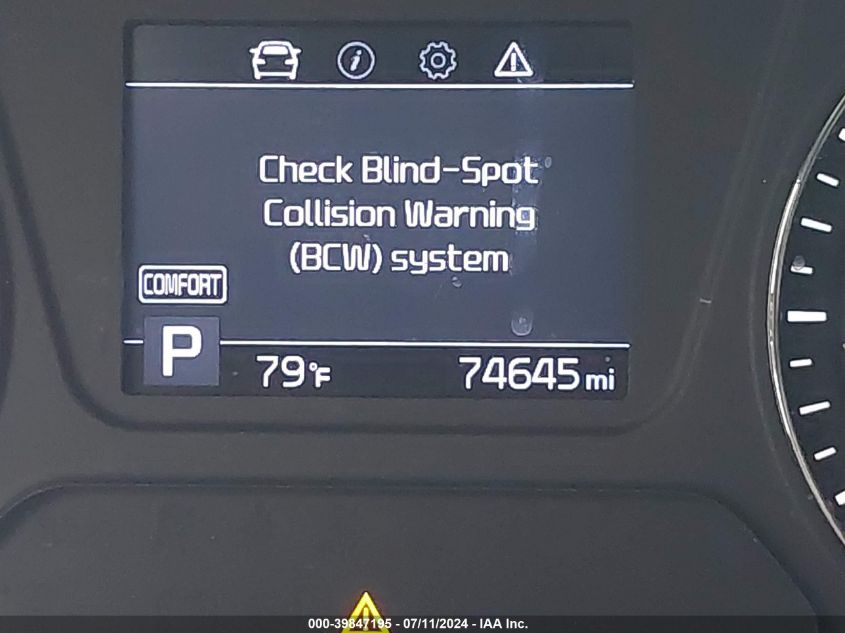 Check Blind-Spot
Collision Warning
(BCW) system
COMFORT
P 79°F 74645 mi
000-39847195 - 07/11/2024 - IAA Inc.